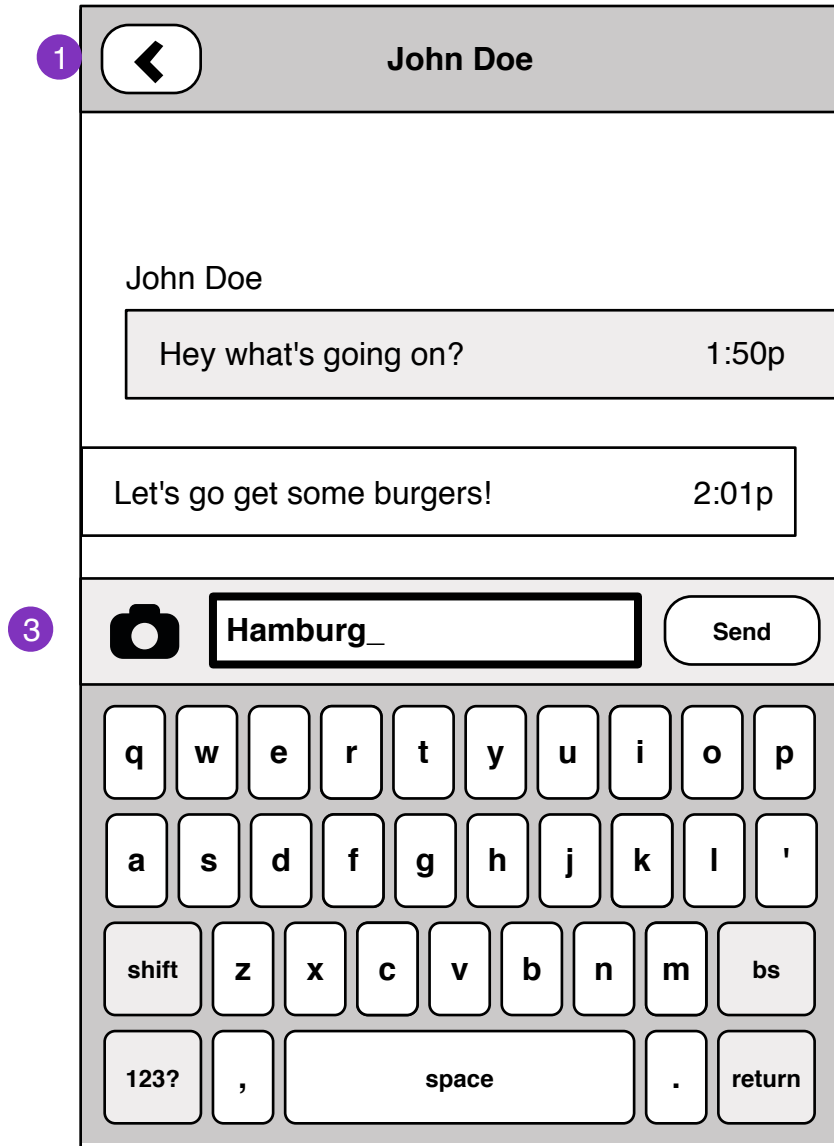 1
John Doe
John Doe
Hey what's going on? 1:50p
Let's go get some burgers! 2:01p
3
Hamburg_ Send
q w e r t y u i o p
a s d f g h j k l '
shift z x c v b n m bs
123? , space . return